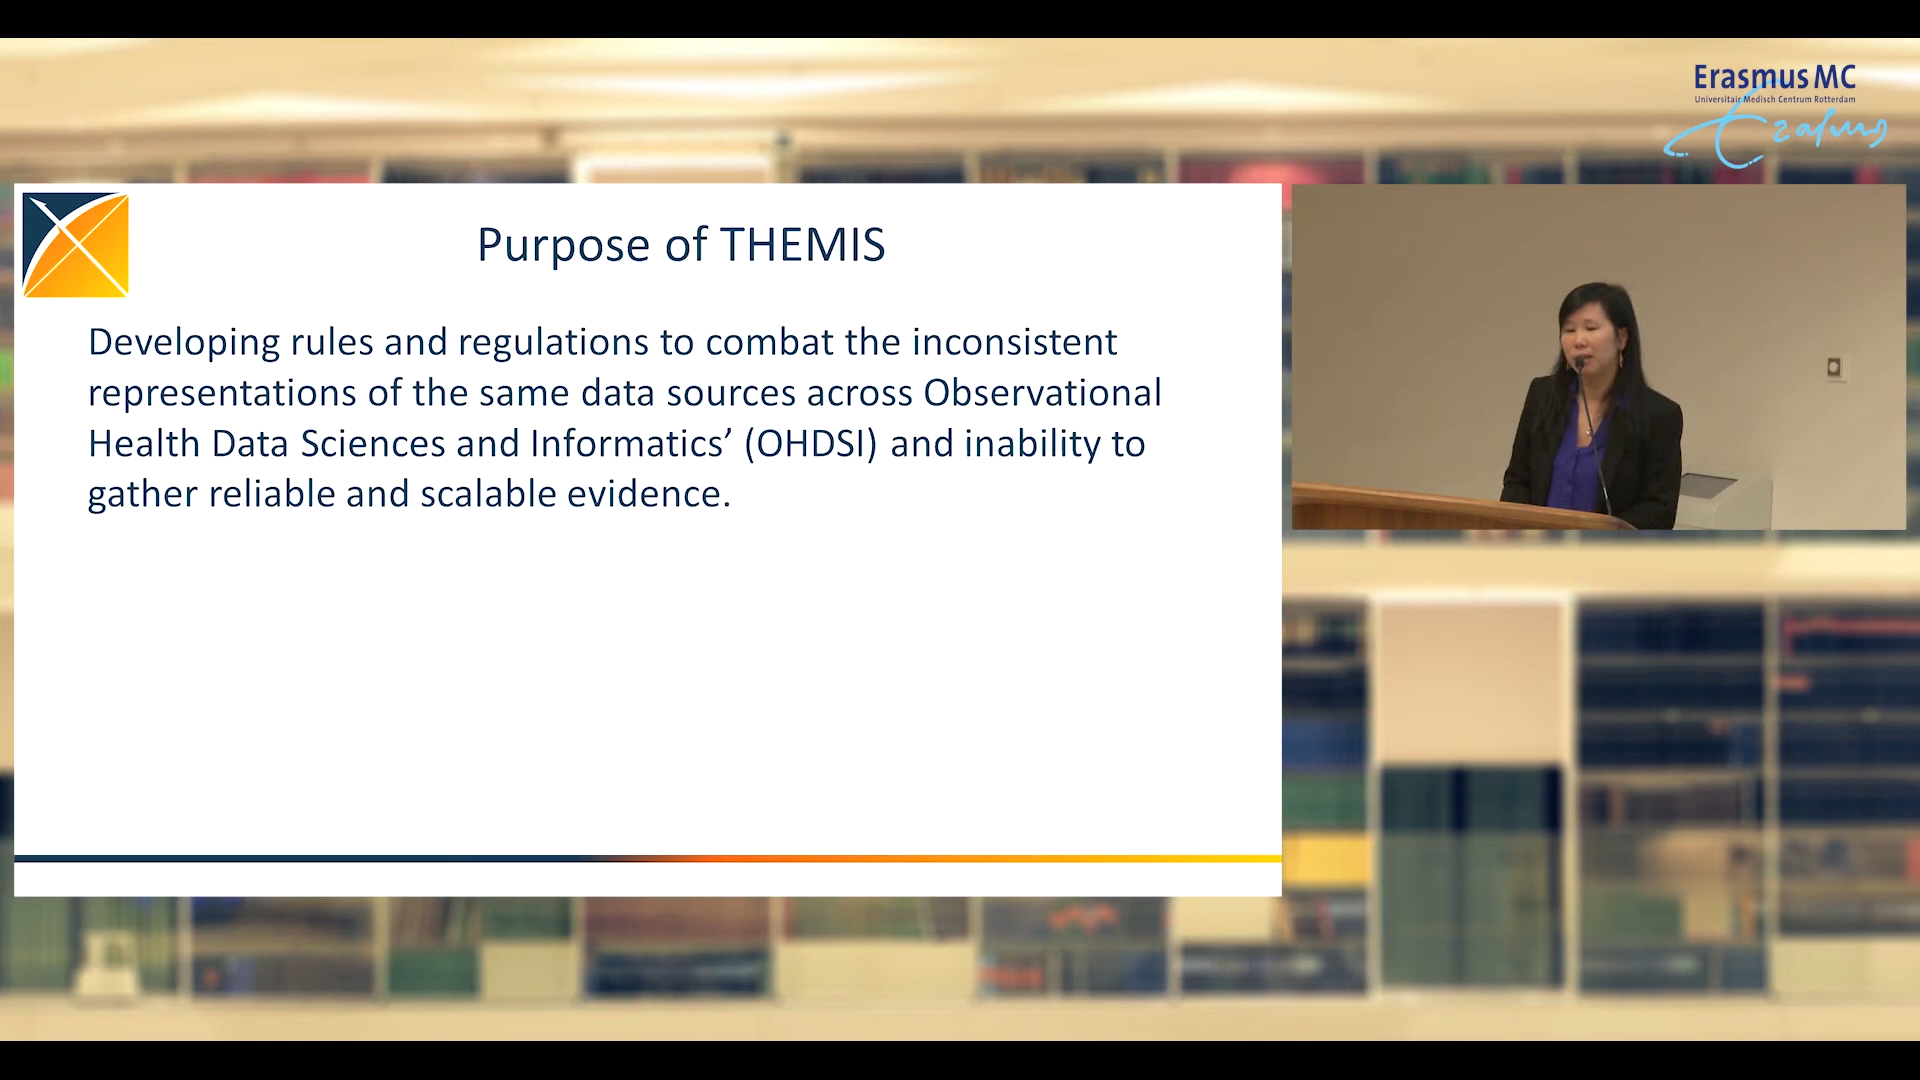 Erasmus MC
Universitair Medisch Centrum Rotterdam
Erasmus
Purpose of THEMIS
Developing rules and regulations to combat the inconsistent
representations of the same data sources across Observational
Health Data Sciences and Informatics’ (OHDSI) and inability to
gather reliable and scalable evidence.